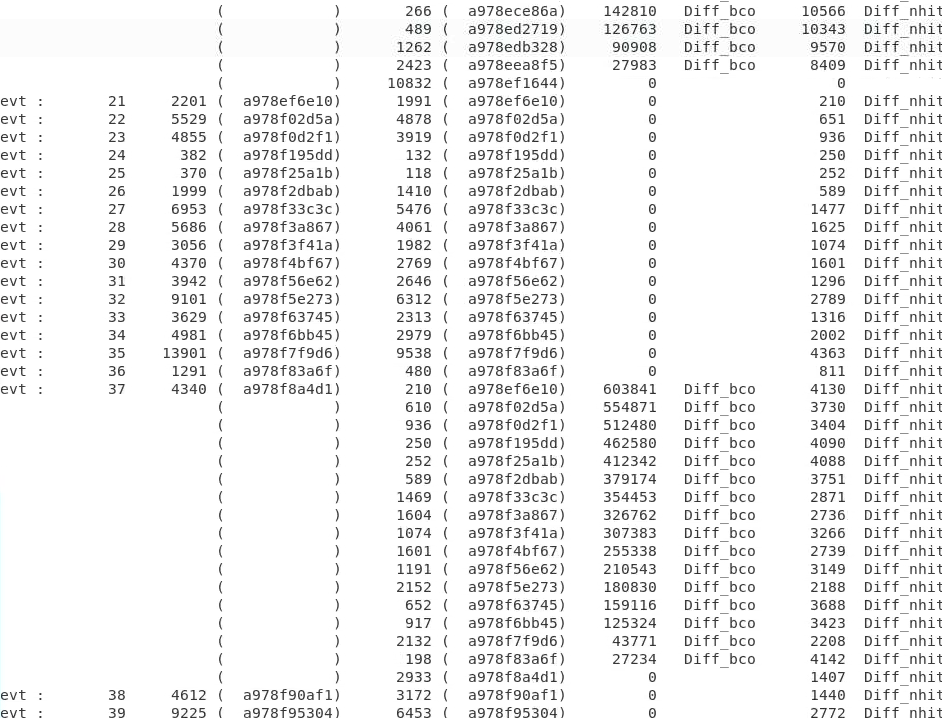 (            )      266 (  a978ece86a)    142810   Diff_bco     10566  Diff_nhit
(            )      489 (  a978ed2719)    126763   Diff_bco     10343  Diff_nhit
(            )     1262 (  a978edb328)     90908   Diff_bco      9570  Diff_nhit
(            )     2423 (  a978eea8f5)     27983   Diff_bco      8409  Diff_nhit
(            )    10832 (  a978ef1644)         0                    0
evt :       21     2201 (  a978ef6e10)      1991 (  a978ef6e10)         0                  210  Diff_nhit
evt :       22     5529 (  a978f02d5a)      4878 (  a978f02d5a)         0                  651  Diff_nhit
evt :       23     4855 (  a978f0d2f1)      3919 (  a978f0d2f1)         0                  936  Diff_nhit
evt :       24      382 (  a978f195dd)       132 (  a978f195dd)         0                  250  Diff_nhit
evt :       25      370 (  a978f25a1b)       118 (  a978f25a1b)         0                  252  Diff_nhit
evt :       26     1999 (  a978f2dbab)      1410 (  a978f2dbab)         0                  589  Diff_nhit
evt :       27     6953 (  a978f33c3c)      5476 (  a978f33c3c)         0                 1477  Diff_nhit
evt :       28     5686 (  a978f3a867)      4061 (  a978f3a867)         0                 1625  Diff_nhit
evt :       29     3056 (  a978f3f41a)      1982 (  a978f3f41a)         0                 1074  Diff_nhit
evt :       30     4370 (  a978f4bf67)      2769 (  a978f4bf67)         0                 1601  Diff_nhit
evt :       31     3942 (  a978f56e62)      2646 (  a978f56e62)         0                 1296  Diff_nhit
evt :       32     9101 (  a978f5e273)      6312 (  a978f5e273)         0                 2789  Diff_nhit
evt :       33     3629 (  a978f63745)      2313 (  a978f63745)         0                 1316  Diff_nhit
evt :       34     4981 (  a978f6bb45)      2979 (  a978f6bb45)         0                 2002  Diff_nhit
evt :       35    13901 (  a978f7f9d6)      9538 (  a978f7f9d6)         0                 4363  Diff_nhit
evt :       36     1291 (  a978f83a6f)       480 (  a978f83a6f)         0                  811  Diff_nhit
evt :       37     4340 (  a978f8a4d1)       210 (  a978ef6e10)    603841   Diff_bco      4130  Diff_nhit
(            )      610 (  a978f02d5a)    554871   Diff_bco      3730  Diff_nhit
(            )      936 (  a978f0d2f1)    512480   Diff_bco      3404  Diff_nhit
(            )      250 (  a978f195dd)    462580   Diff_bco      4090  Diff_nhit
(            )      252 (  a978f25a1b)    412342   Diff_bco      4088  Diff_nhit
(            )      589 (  a978f2dbab)    379174   Diff_bco      3751  Diff_nhit
(            )     1469 (  a978f33c3c)    354453   Diff_bco      2871  Diff_nhit
(            )     1604 (  a978f3a867)    326762   Diff_bco      2736  Diff_nhit
(            )     1074 (  a978f3f41a)    307383   Diff_bco      3266  Diff_nhit
(            )     1601 (  a978f4bf67)    255338   Diff_bco      2739  Diff_nhit
(            )     1191 (  a978f56e62)    210543   Diff_bco      3149  Diff_nhit
(            )     2152 (  a978f5e273)    180830   Diff_bco      2188  Diff_nhit
(            )      652 (  a978f63745)    159116   Diff_bco      3688  Diff_nhit
(            )      917 (  a978f6bb45)    125324   Diff_bco      3423  Diff_nhit
(            )     2132 (  a978f7f9d6)     43771   Diff_bco      2208  Diff_nhit
(            )      198 (  a978f83a6f)     27234   Diff_bco      4142  Diff_nhit
(            )     2933 (  a978f8a4d1)         0                 1407  Diff_nhit
evt :       38     4612 (  a978f90af1)      3172 (  a978f90af1)         0                 1440  Diff_nhit
evt :       39     9225 (  a978f95304)      6453 (  a978f95304)         0                 2772  Diff_nhit